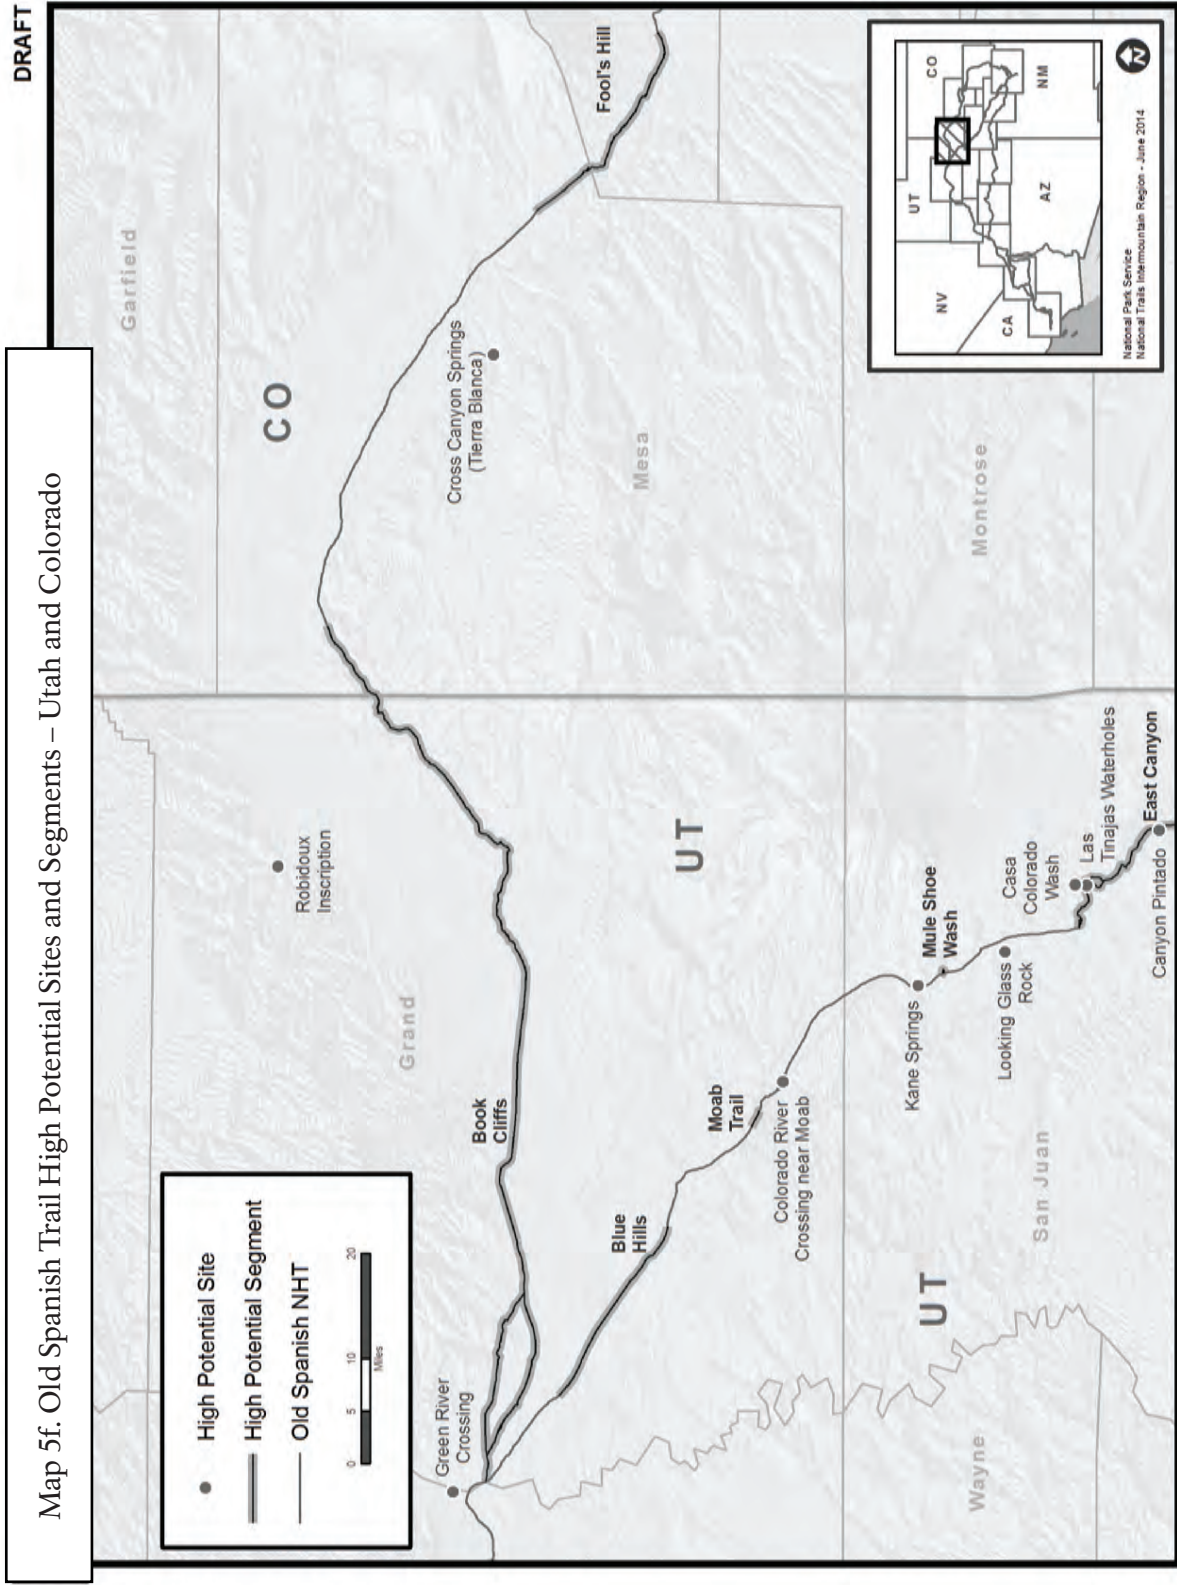 DRAFT
Map 5f. Old Spanish Trail High Potential Sites and Segments – Utah and Colorado
High Potential Site
High Potential Segment
Old Spanish NHT
0 5 10 20
Miles
Garfield
CO
Robidoux
Inscription
Grand
Book
Cliffs
Green River
Crossing
Cross Canyon Springs
(Tierra Blanca)
Fool's Hill
Mesa
UT
Blue
Hills
Moab
Trail
Colorado River
Crossing near Moab
Kane Springs
Mule Shoe
Wash
Looking Glass
Rock
Casa
Colorado
Wash
Las
Tinajas Waterholes
East Canyon
Canyon Pintado
Montrose
San Juan
UT
Wayne
NV
UT
CO
CA
AZ
NM
National Park Service
National Trails Intermountain Region - June 2014
N